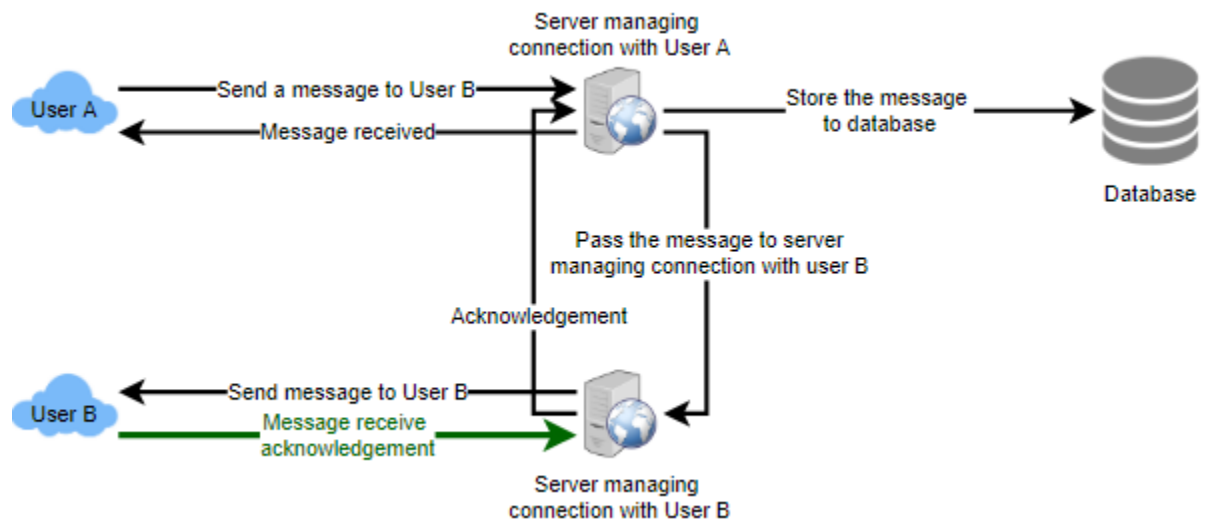 Server managing
connection with User A
User A
Send a message to User B
Message received
Store the message
to database
Database
Pass the message to server
managing connection with user B
Acknowledgement
User B
Send message to User B
Message receive
acknowledgement
Server managing
connection with User B